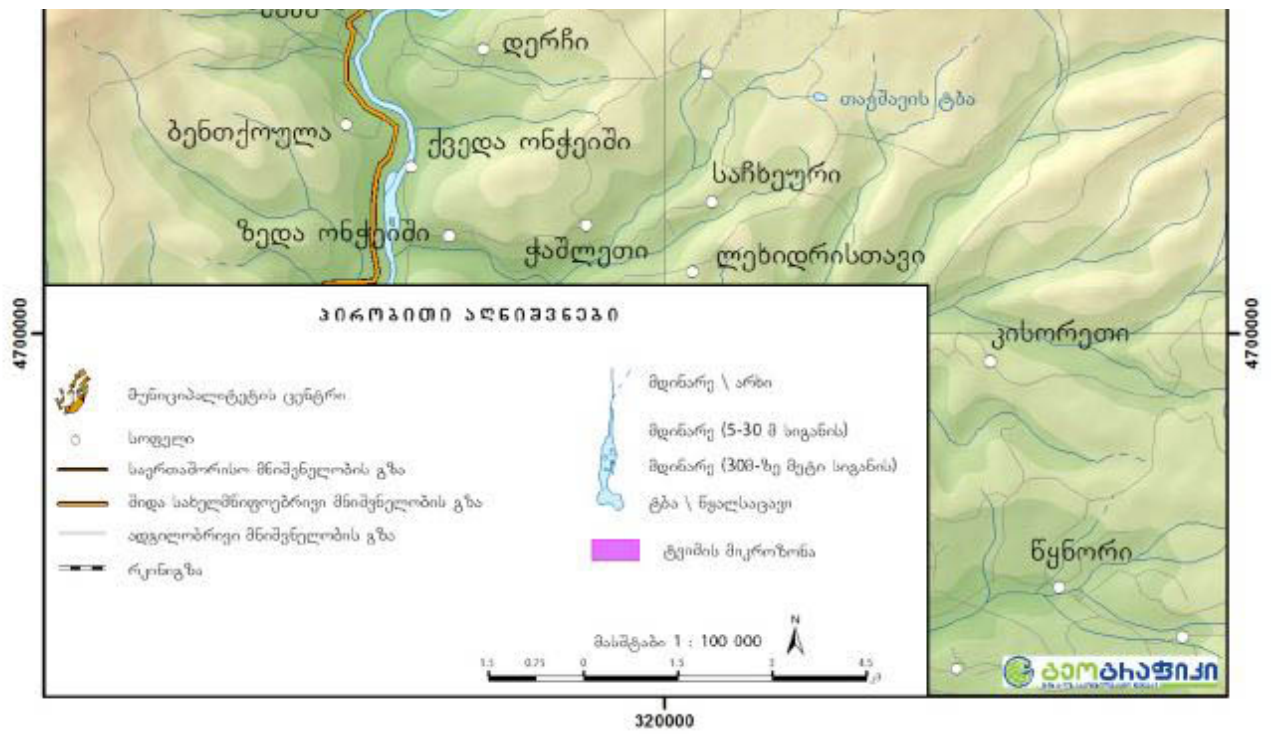 დერჩი
თავშავის ტბა
ბენთქოულა
ქვედა ონჭეიში
საჩხეური
ზედა ონჭეიში
ჭაშლეთი
ლეხიდრისთავი
პირობითი აღნიშვნები
4700000
4700000
კისორეთი
მუნიციპალიტეტის ცენტრი
სოფელი
საერთაშორისო მნიშვნელობის გზა
შიდა სახელმწიფოებრივი მნიშვნელობის გზა
ადგილობრივი მნიშვნელობის გზა
რკინიგზა
მდინარე \ არხი
მდინარე (5-30 მ სიგანის)
მდინარე (30მ-ზე მეტი სიგანის)
ტბა \ წყალსაცავი
ტვიშის მიკროზონა
წყნორი
N
მასშტაბი 1 : 100 000
1.5 0.75 0 1.5 3 4.5
კმ
გეოგრაფიკი
320000